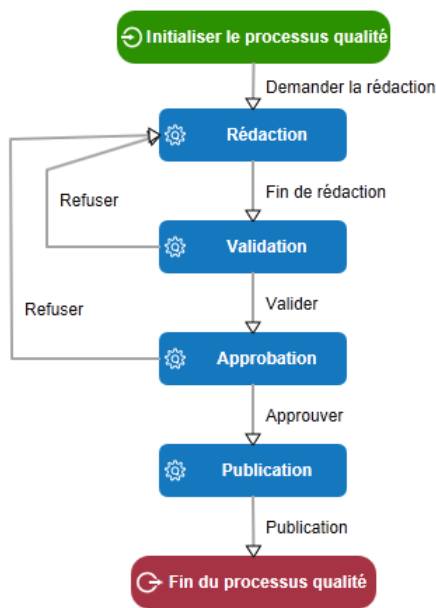 Initialiser le processus qualité
Demander la rédaction
Rédaction
Fin de rédaction
Refuser
Validation
Valider
Refuser
Approbation
Approuver
Publication
Publication
Fin du processus qualité